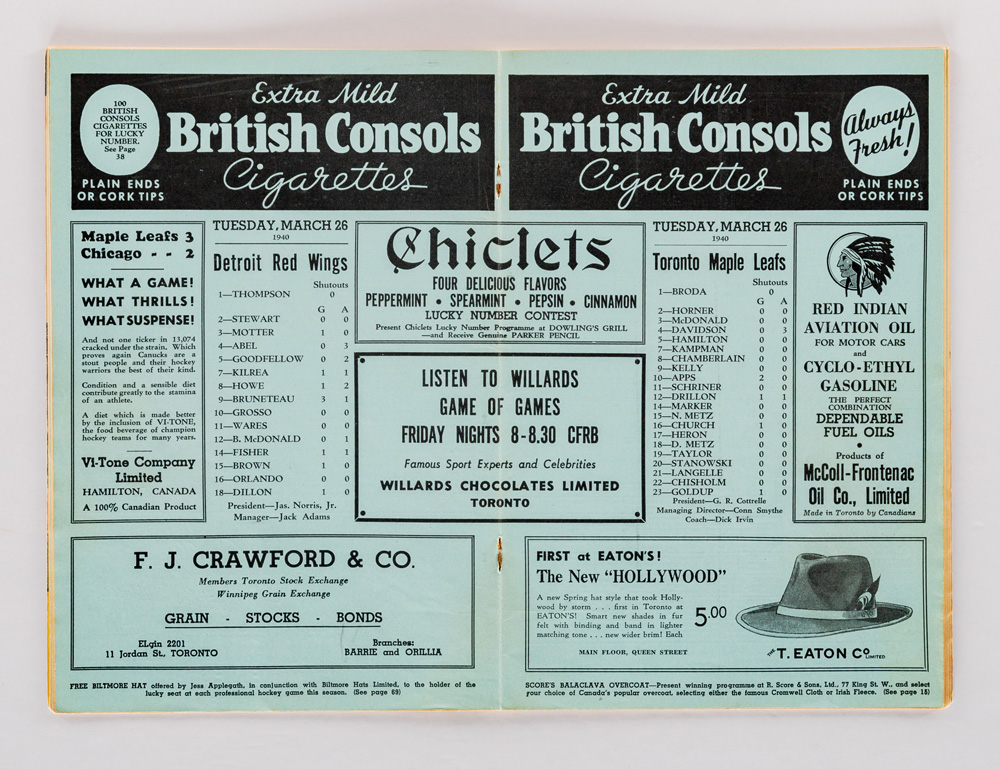 100
BRITISH
CONSOLS
CIGARETTES
FOR LUCKY
NUMBER.
See Page
38
PLAIN ENDS
OR CORK TIPS
Extra Mild
British Consols
Cigarettes
Extra Mild
British Consols
Cigarettes
Always
Fresh!
PLAIN ENDS
OR CORK TIPS
Maple Leafs 3
Chicago - - 2
WHAT A GAME!
WHAT THRILLS!
WHAT SUSPENSE!
And not one ticker in 13,074
cracked under the strain. Which
proves again Canucks are a
stout people and their hockey
warriors the best of their kind.
Condition and a sensible diet
contribute greatly to the stamina
of an athlete.
A diet which is made better
by the inclusion of VI-TONE,
the food beverage of champion
hockey teams for many years.
Vi-Tone Company
Limited
HAMILTON, CANADA
A 100% Canadian Product
TUESDAY, MARCH 26
1940
Detroit Red Wings
Shutouts
1—THOMPSON 0
G A
2—STEWART 0 0
3—MOTTER 1 0
4—ABEL 0 3
5—GOODFELLOW 0 2
7—KILREA 1 1
8—HOWE 1 2
9—BRUNETEAU 3 1
10—GROSSO 0 0
11—WARES 0 0
12—B. McDONALD 0 1
14—FISHER 1 1
15—BROWN 1 0
16—ORLANDO 0 0
18—DILLON 1 0
President—Jas. Norris, Jr.
Manager—Jack Adams
Chiclets
FOUR DELICIOUS FLAVORS
PEPPERMINT • SPEARMINT • PEPSIN • CINNAMON
LUCKY NUMBER CONTEST
Present Chiclets Lucky Number Programme at DOWLING'S GRILL
—and Receive Genuine PARKER PENCIL
LISTEN TO WILLARDS
GAME OF GAMES
FRIDAY NIGHTS 8-8.30 CFRB
Famous Sport Experts and Celebrities
WILLARDS CHOCOLATES LIMITED
TORONTO
TUESDAY, MARCH 26
1940
Toronto Maple Leafs
Shutouts
1—BRODA 0
G A
2—HORNER 0 0
3—McDONALD 0 0
4—DAVIDSON 0 3
5—HAMILTON 0 0
7—KAMPMAN 0 0
8—CHAMBERLAIN 0 0
9—KELLY 0 0
10—APPS 2 0
11—SCHRINER 0 0
12—DRILLON 1 1
14—MARKER 0 0
15—N. METZ 0 0
16—CHURCH 1 0
17—HERON 0 0
18—D. METZ 0 0
19—TAYLOR 0 0
20—STANOWSKI 0 0
21—LANGELLE 0 0
22—CHISHOLM 0 0
23—GOLDUP 1 0
President—G. R. Cottrelle
Managing Director—Conn Smythe
Coach—Dick Irvin
RED INDIAN
AVIATION OIL
FOR MOTOR CARS
and
CYCLO-ETHYL
GASOLINE
THE PERFECT
COMBINATION
DEPENDABLE
FUEL OILS
•
Products of
McColl-Frontenac
Oil Co., Limited
Made in Toronto by Canadians
F. J. CRAWFORD & CO.
Members Toronto Stock Exchange
Winnipeg Grain Exchange
GRAIN - STOCKS - BONDS
ELgin 2201
11 Jordan St., TORONTO
Branches:
BARRIE and ORILLIA
FIRST at EATON'S!
The New "HOLLYWOOD"
A new Spring hat style that took Holly-
wood by storm . . . first in Toronto at
EATON'S! Smart new shades in fur
felt with binding and band in lighter
matching tone . . . new wider brim! Each
5.00
MAIN FLOOR, QUEEN STREET
THE T. EATON CO LIMITED
FREE BILTMORE HAT offered by Jess Applegath, in conjunction with Biltmore Hats Limited, to the holder of the
lucky seat at each professional hockey game this season. (See page 69)
SCORE'S BALACLAVA OVERCOAT—Present winning programme at R. Score & Sons, Ltd., 77 King St. W., and select
your choice of Canada's popular overcoat, selecting either the famous Cromwell Cloth or Irish Fleece. (See page 18)